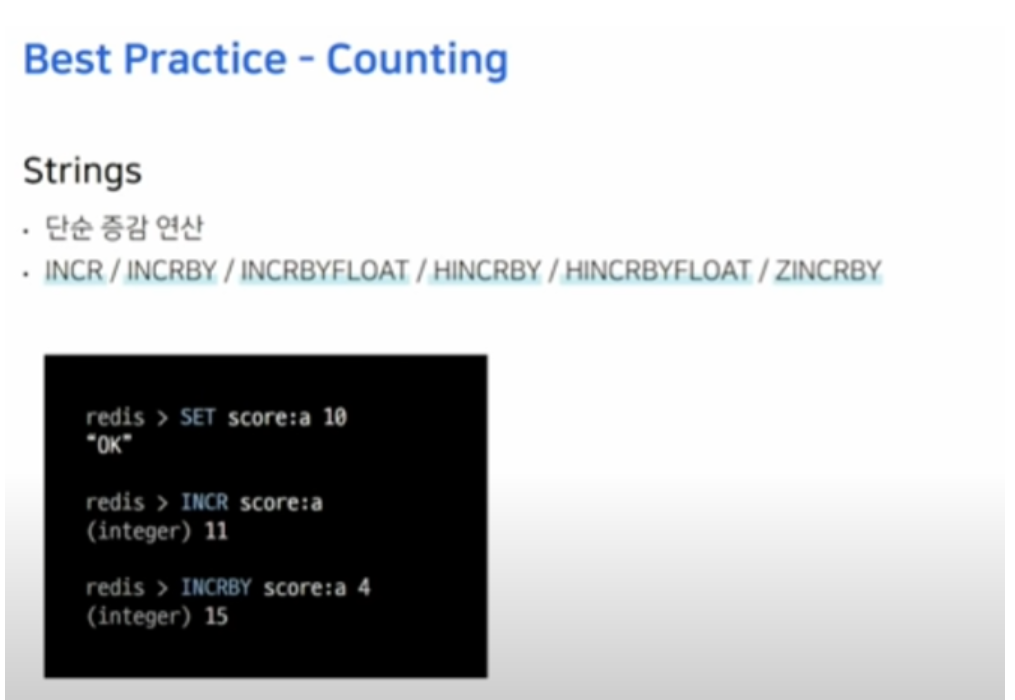 Best Practice - Counting
Strings
· 단순 증감 연산
· INCR / INCRBY / INCRBYFLOAT / HINCRBY / HINCRBYFLOAT / ZINCRBY
redis > SET score:a 10
"OK"
redis > INCR score:a
(integer) 11
redis > INCRBY score:a 4
(integer) 15